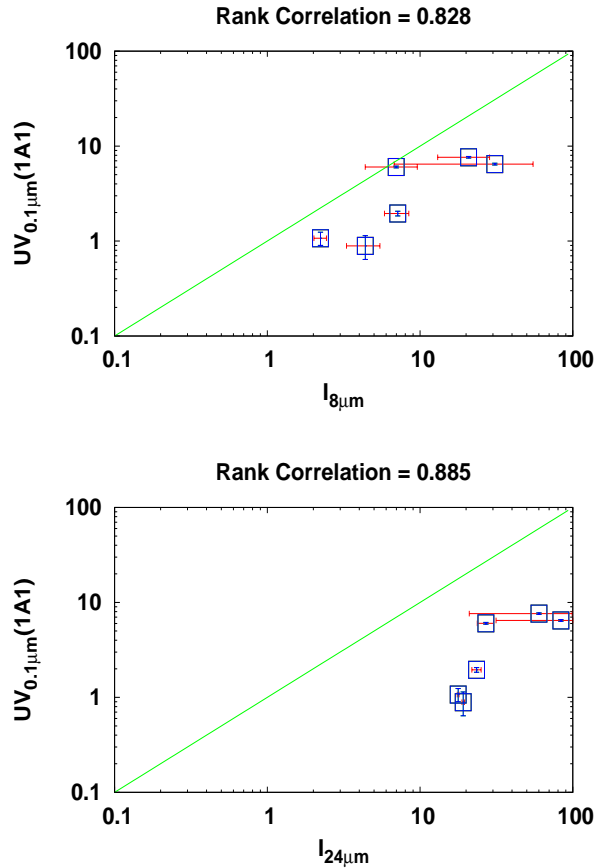 Rank Correlation = 0.828
100
10
1
0.1
UV0.1μm(1A1)
0.1 1 10 100
I8μm
Rank Correlation = 0.885
100
10
1
0.1
UV0.1μm(1A1)
0.1 1 10 100
I24μm